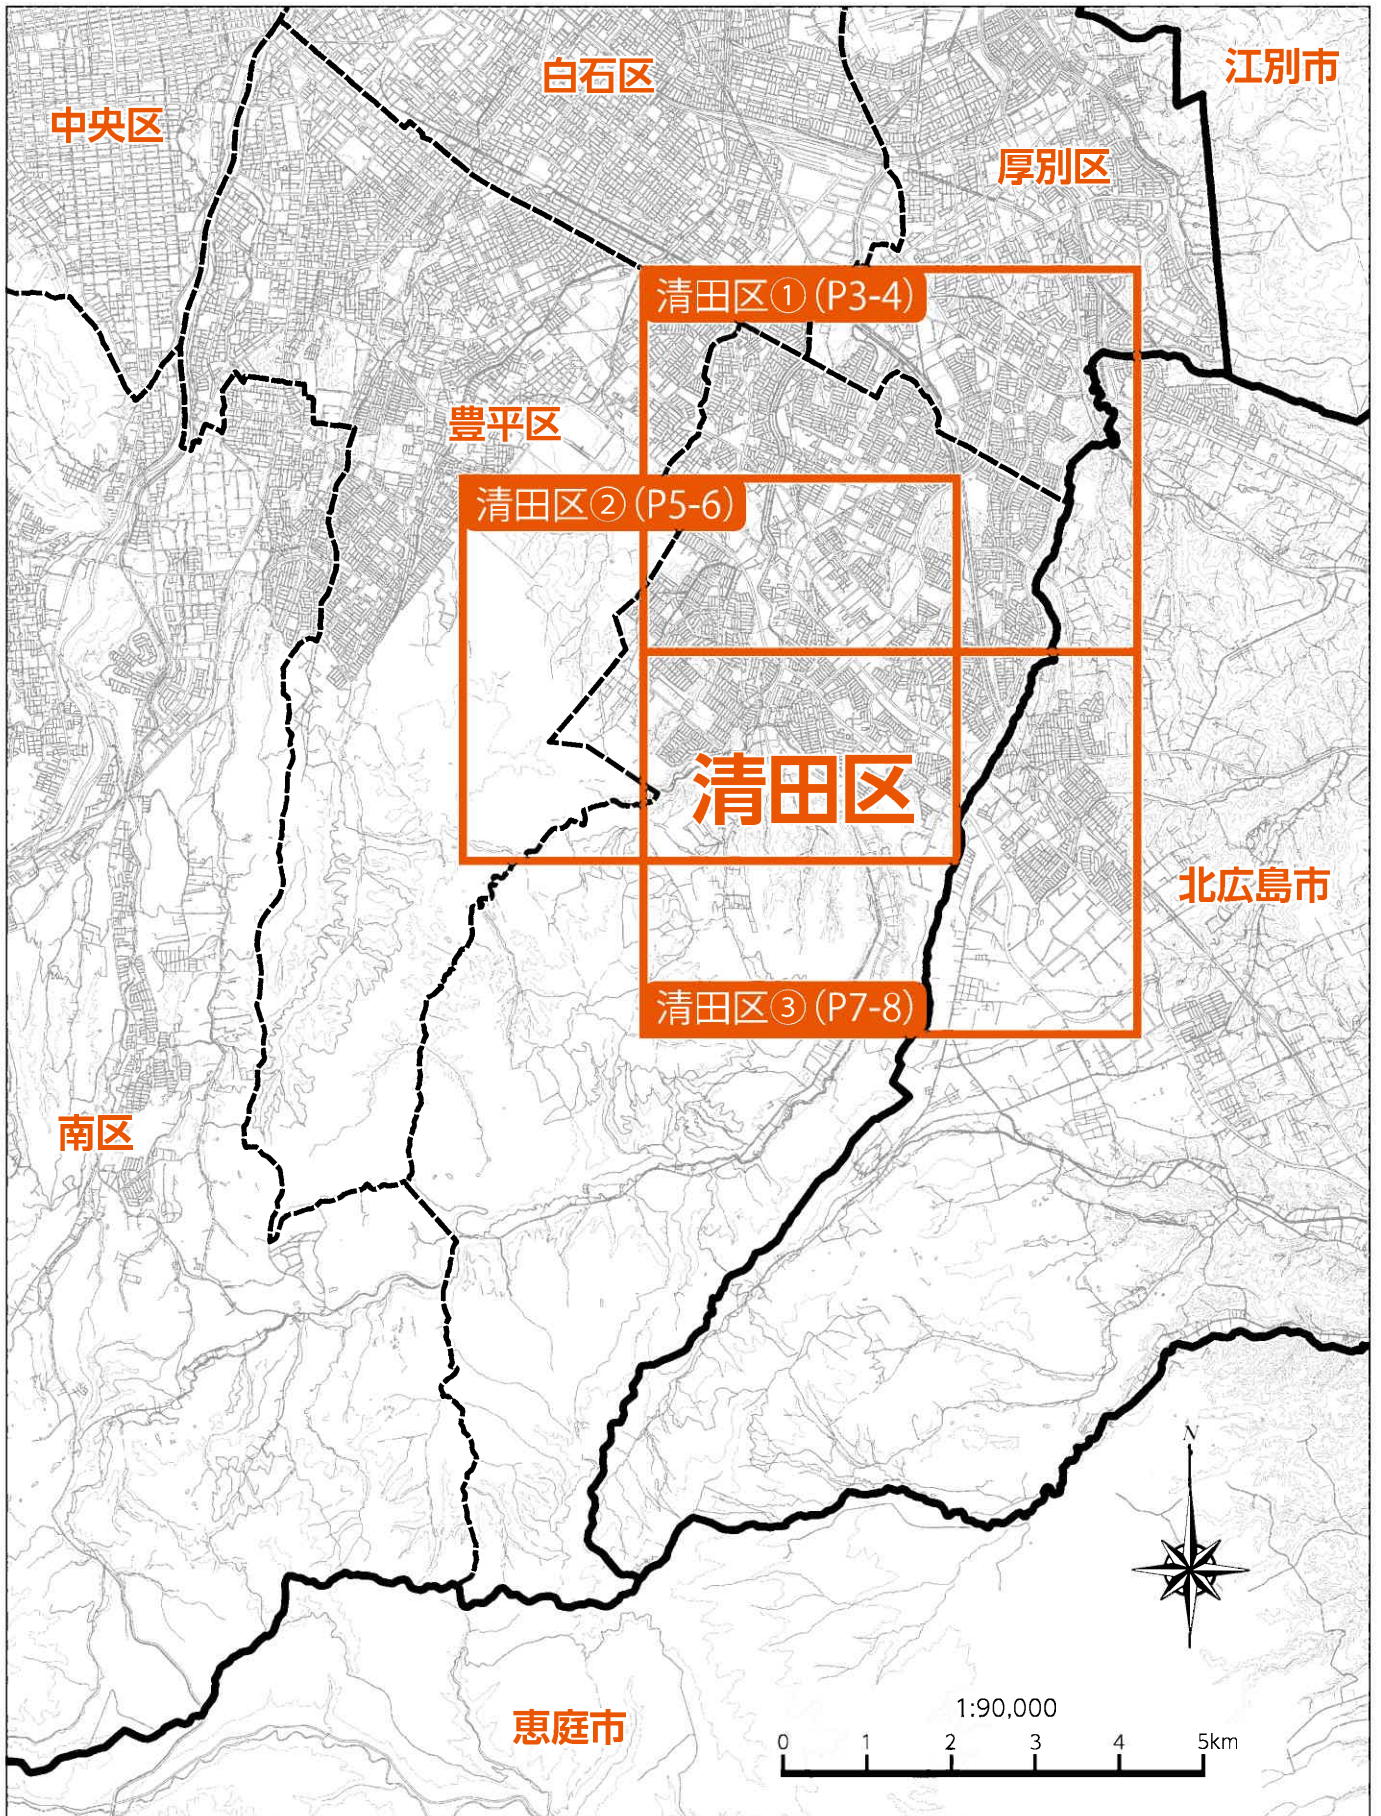 白石区
江別市
中央区
厚別区
清田区①(P3-4)
豊平区
清田区②(P5-6)
清田区
北広島市
清田区③(P7-8)
南区
N
恵庭市
1:90,000
0 1 2 3 4 5km